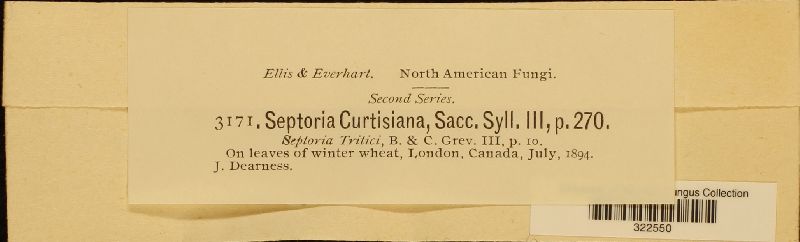 Ellis & Everhart. North American Fungi.
Second Series.
3171. Septoria Curtisiana, Sacc. Syll. III, p. 270.
Septoria Tritici, B. & C. Grev. III, p. 10.
On leaves of winter wheat, London, Canada, July, 1894.
J. Dearness.
ungus Collection
322550